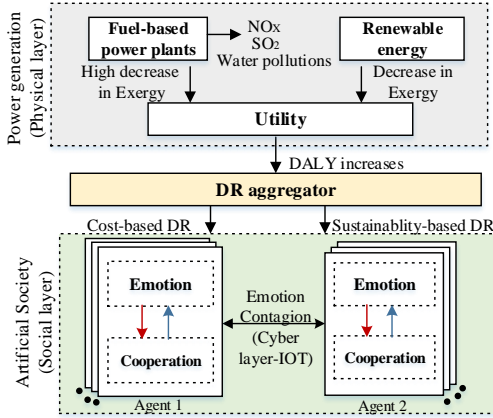 Power generation
(Physical layer)
Fuel-based
power plants
NOX
SO2
Water pollutions
Renewable
energy
High decrease
in Exergy
Decrease in
Exergy
Utility
DALY increases
DR aggregator
Cost-based DR
Sustainablity-based DR
Artificial Society
(Social layer)
Emotion
Cooperation
Agent 1
Emotion
Contagion
(Cyber
layer-IOT)
Emotion
Cooperation
Agent 2